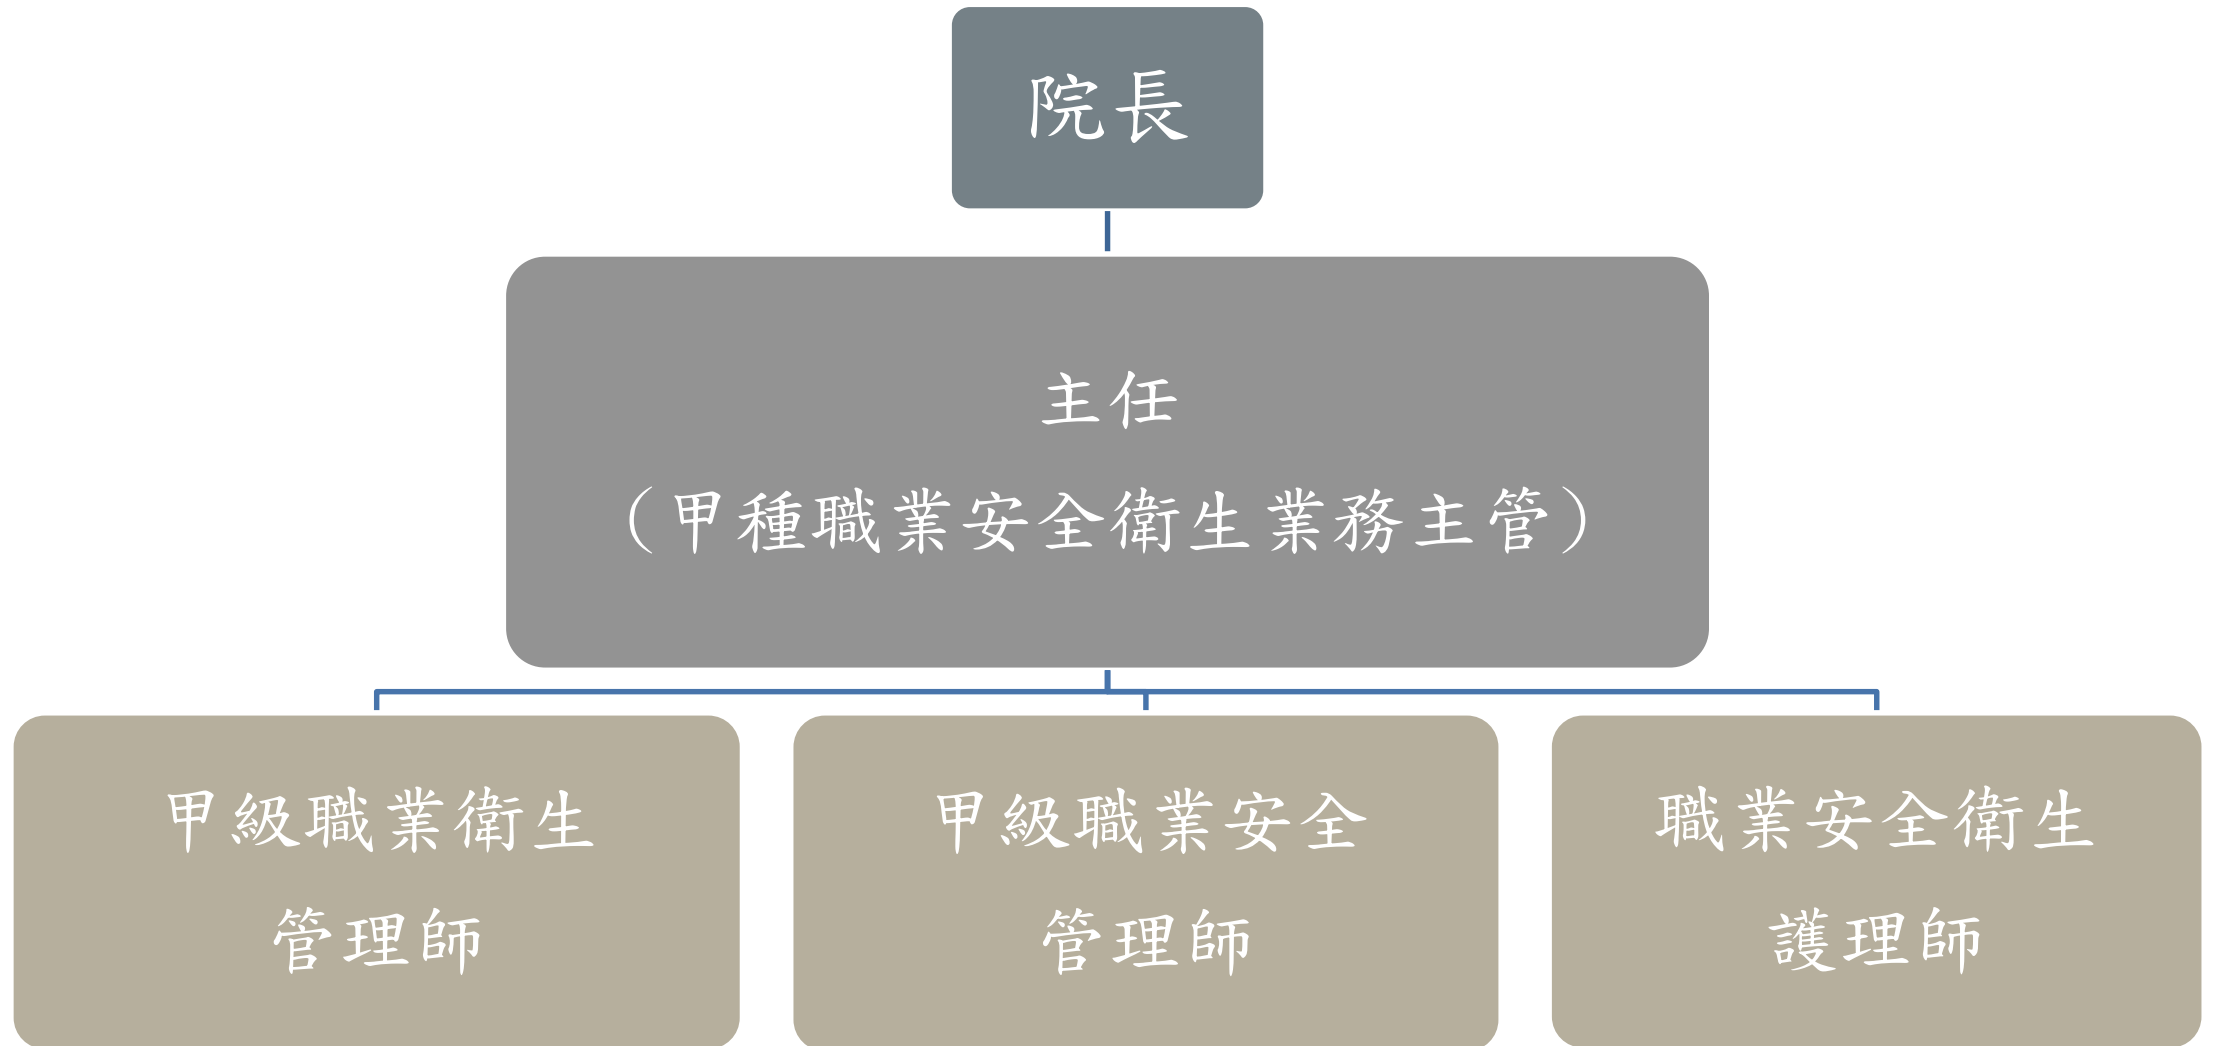 院長
主任
（甲種職業安全衛生業務主管）
甲級職業衛生
管理師
甲級職業安全
管理師
職業安全衛生
護理師